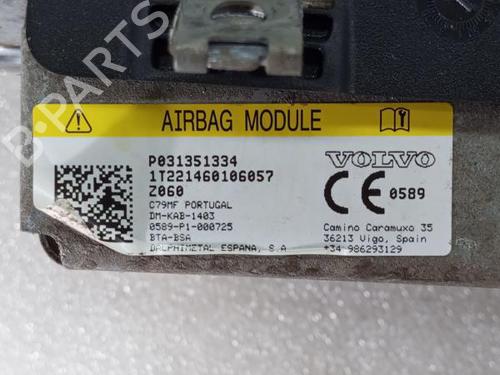 AIRBAG MODULE
P031351334
1T221460106057
Z060
C79MF PORTUGAL
DM-KAB-1403
0589-P1-000725
BTA-BSA
DALPHIMETAL ESPANA, S.A
VOLVO
CE 0589
Camino Caramuxo 35
36213 Vigo, Spain
+34 986293129
B-PARTS